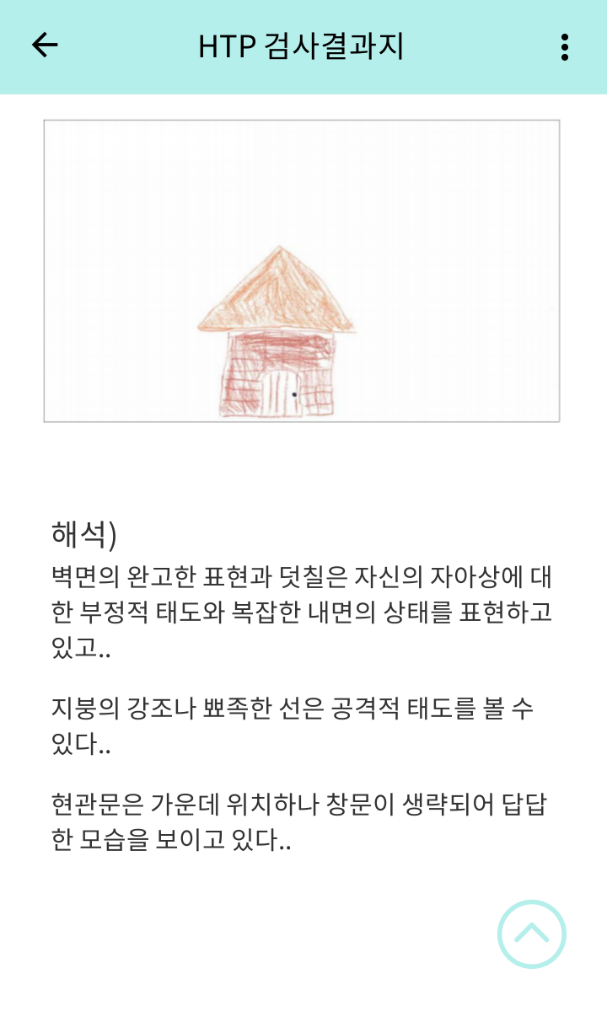 HTP 검사결과지
해석)
벽면의 완고한 표현과 덧칠은 자신의 자아상에 대
한 부정적 태도와 복잡한 내면의 상태를 표현하고
있고..
지붕의 강조나 뾰족한 선은 공격적 태도를 볼 수
있다..
현관문은 가운데 위치하나 창문이 생략되어 답답
한 모습을 보이고 있다..